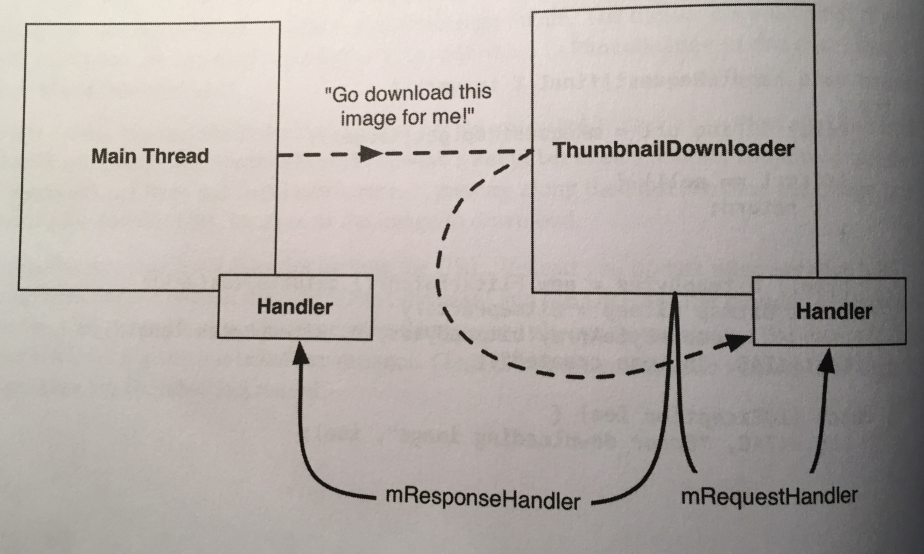 "Go download this
image for me!"
Main Thread
ThumbnailDownloader
Handler
Handler
mResponseHandler
mRequestHandler